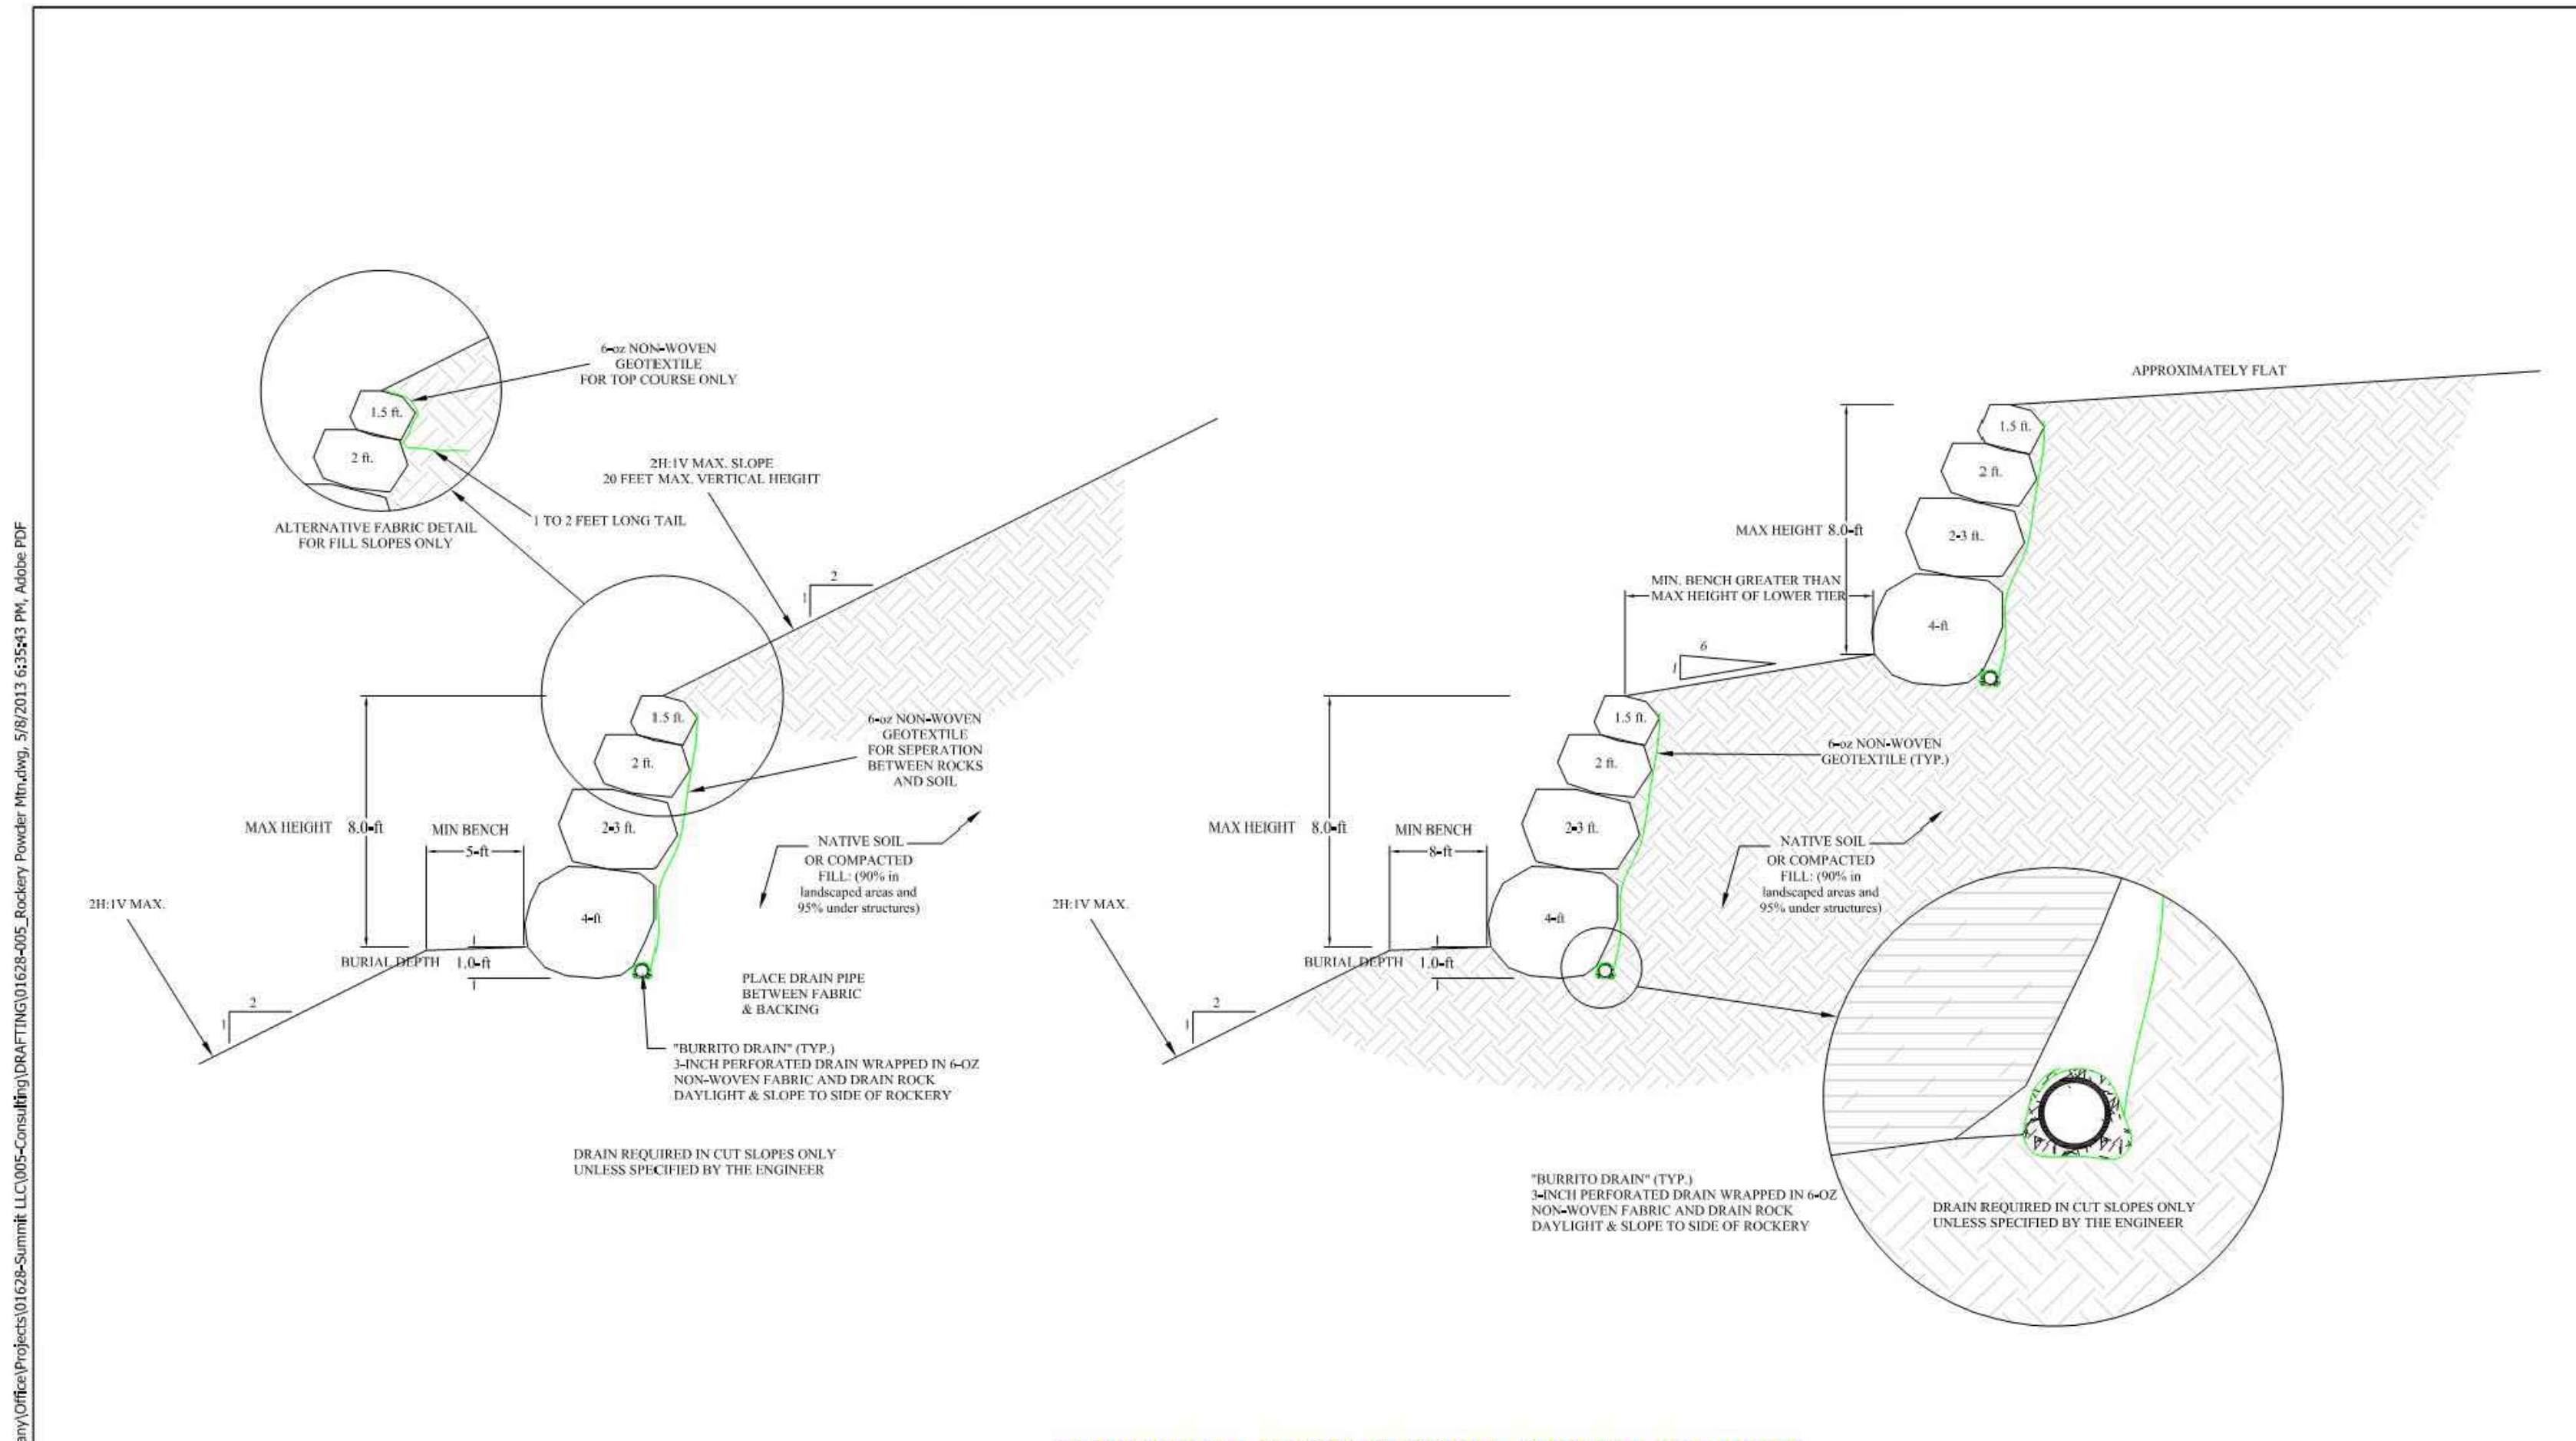 any\Office\Projects\01628-Summit LLC\005-Consulting\DRAFTING\01628-005_Rockery Powder Mtn.dwg, 5/8/2013 6:35:43 PM, Adobe PDF
6-oz NON-WOVEN
GEOTEXTILE
FOR TOP COURSE ONLY
1.5 ft.
2 ft.
1 TO 2 FEET LONG TAIL
ALTERNATIVE FABRIC DETAIL
FOR FILL SLOPES ONLY
2H:1V MAX. SLOPE
20 FEET MAX. VERTICAL HEIGHT
2
1
1.5 ft.
2 ft.
2-3 ft.
4-ft
6-oz NON-WOVEN
GEOTEXTILE
FOR SEPERATION
BETWEEN ROCKS
AND SOIL
MAX HEIGHT 8.0-ft
MIN BENCH
5-ft
NATIVE SOIL
OR COMPACTED
FILL: (90% in
landscaped areas and
95% under structures)
2H:1V MAX.
BURIAL DEPTH 1.0-ft
2
1
PLACE DRAIN PIPE
BETWEEN FABRIC
& BACKING
"BURRITO DRAIN" (TYP.)
3-INCH PERFORATED DRAIN WRAPPED IN 6-OZ
NON-WOVEN FABRIC AND DRAIN ROCK
DAYLIGHT & SLOPE TO SIDE OF ROCKERY
DRAIN REQUIRED IN CUT SLOPES ONLY
UNLESS SPECIFIED BY THE ENGINEER
APPROXIMATELY FLAT
1.5 ft.
2 ft.
2-3 ft.
4-ft
MAX HEIGHT 8.0-ft
MIN. BENCH GREATER THAN
MAX HEIGHT OF LOWER TIER
6
1
1.5 ft.
2 ft.
2-3 ft.
4-ft
6-oz NON-WOVEN
GEOTEXTILE (TYP.)
MAX HEIGHT 8.0-ft
MIN BENCH
8-ft
NATIVE SOIL
OR COMPACTED
FILL: (90% in
landscaped areas and
95% under structures)
2H:1V MAX.
BURIAL DEPTH 1.0-ft
2
1
"BURRITO DRAIN" (TYP.)
3-INCH PERFORATED DRAIN WRAPPED IN 6-OZ
NON-WOVEN FABRIC AND DRAIN ROCK
DAYLIGHT & SLOPE TO SIDE OF ROCKERY
DRAIN REQUIRED IN CUT SLOPES ONLY
UNLESS SPECIFIED BY THE ENGINEER